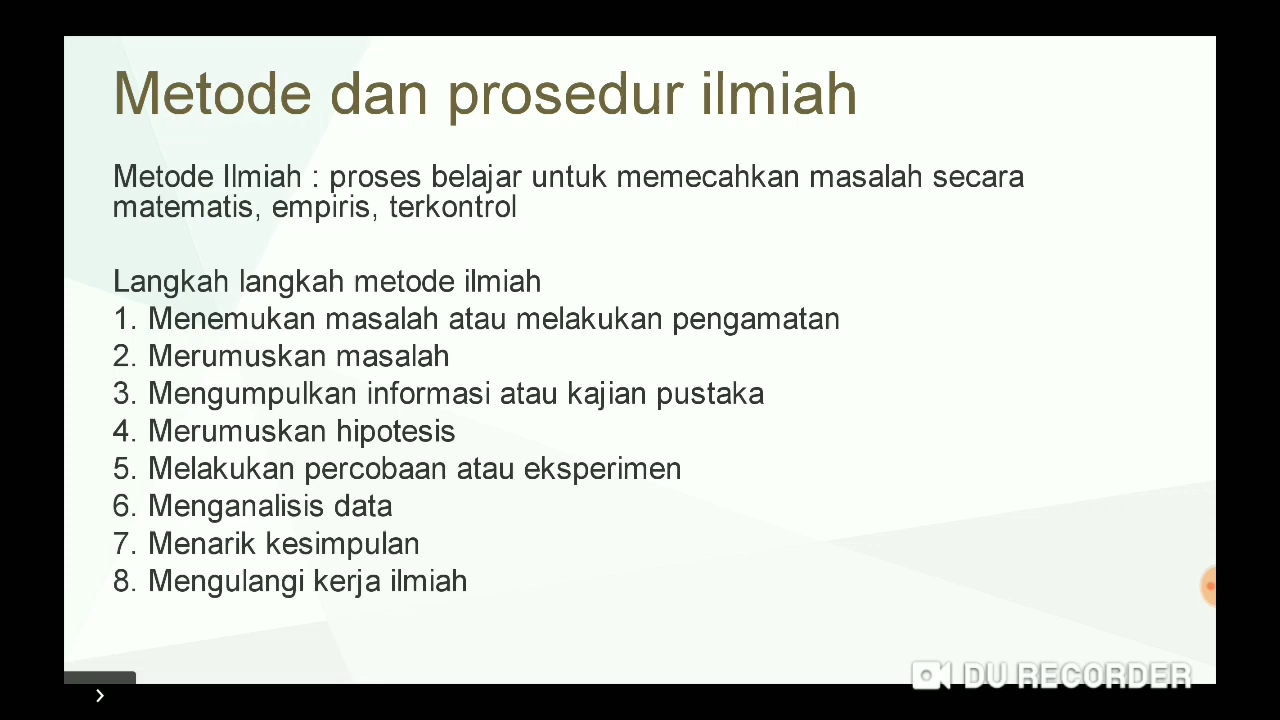 Metode dan prosedur ilmiah
Metode Ilmiah : proses belajar untuk memecahkan masalah secara
matematis, empiris, terkontrol
Langkah langkah metode ilmiah
1. Menemukan masalah atau melakukan pengamatan
2. Merumuskan masalah
3. Mengumpulkan informasi atau kajian pustaka
4. Merumuskan hipotesis
5. Melakukan percobaan atau eksperimen
6. Menganalisis data
7. Menarik kesimpulan
8. Mengulangi kerja ilmiah
DU RECORDER